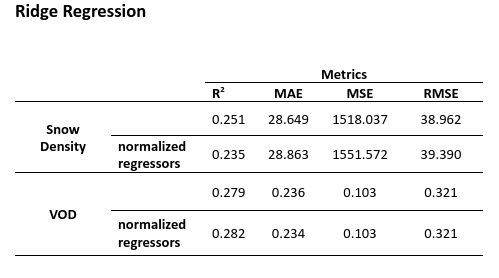 Ridge Regression
Metrics
R² MAE MSE RMSE
Snow Density 0.251 28.649 1518.037 38.962
normalized regressors 0.235 28.863 1551.572 39.390
VOD 0.279 0.236 0.103 0.321
normalized regressors 0.282 0.234 0.103 0.321